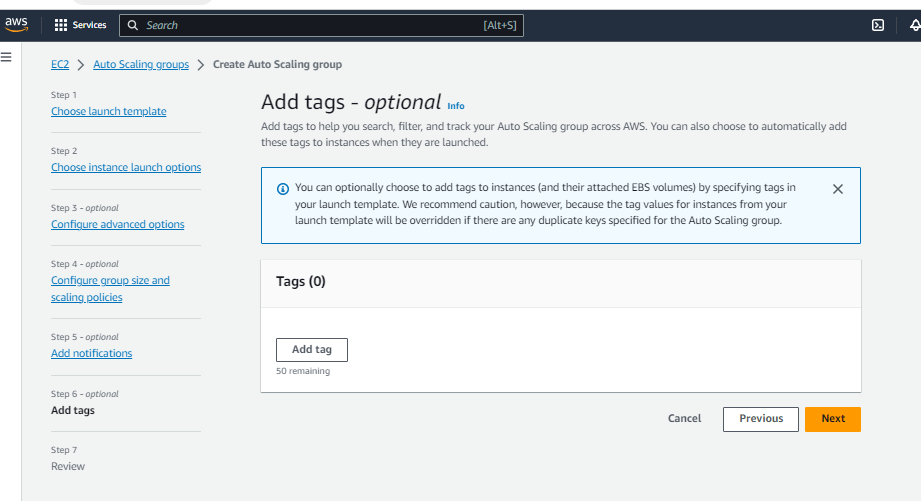 aws
Services
Search [Alt+S]
EC2 > Auto Scaling groups > Create Auto Scaling group
Step 1
Choose launch template
Step 2
Choose instance launch options
Step 3 - optional
Configure advanced options
Step 4 - optional
Configure group size and
scaling policies
Step 5 - optional
Add notifications
Step 6 - optional
Add tags
Step 7
Review
Add tags - optional Info
Add tags to help you search, filter, and track your Auto Scaling group across AWS. You can also choose to automatically add
these tags to instances when they are launched.
You can optionally choose to add tags to instances (and their attached EBS volumes) by specifying tags in
your launch template. We recommend caution, however, because the tag values for instances from your
launch template will be overridden if there are any duplicate keys specified for the Auto Scaling group.
Tags (0)
Add tag
50 remaining
Cancel
Previous
Next